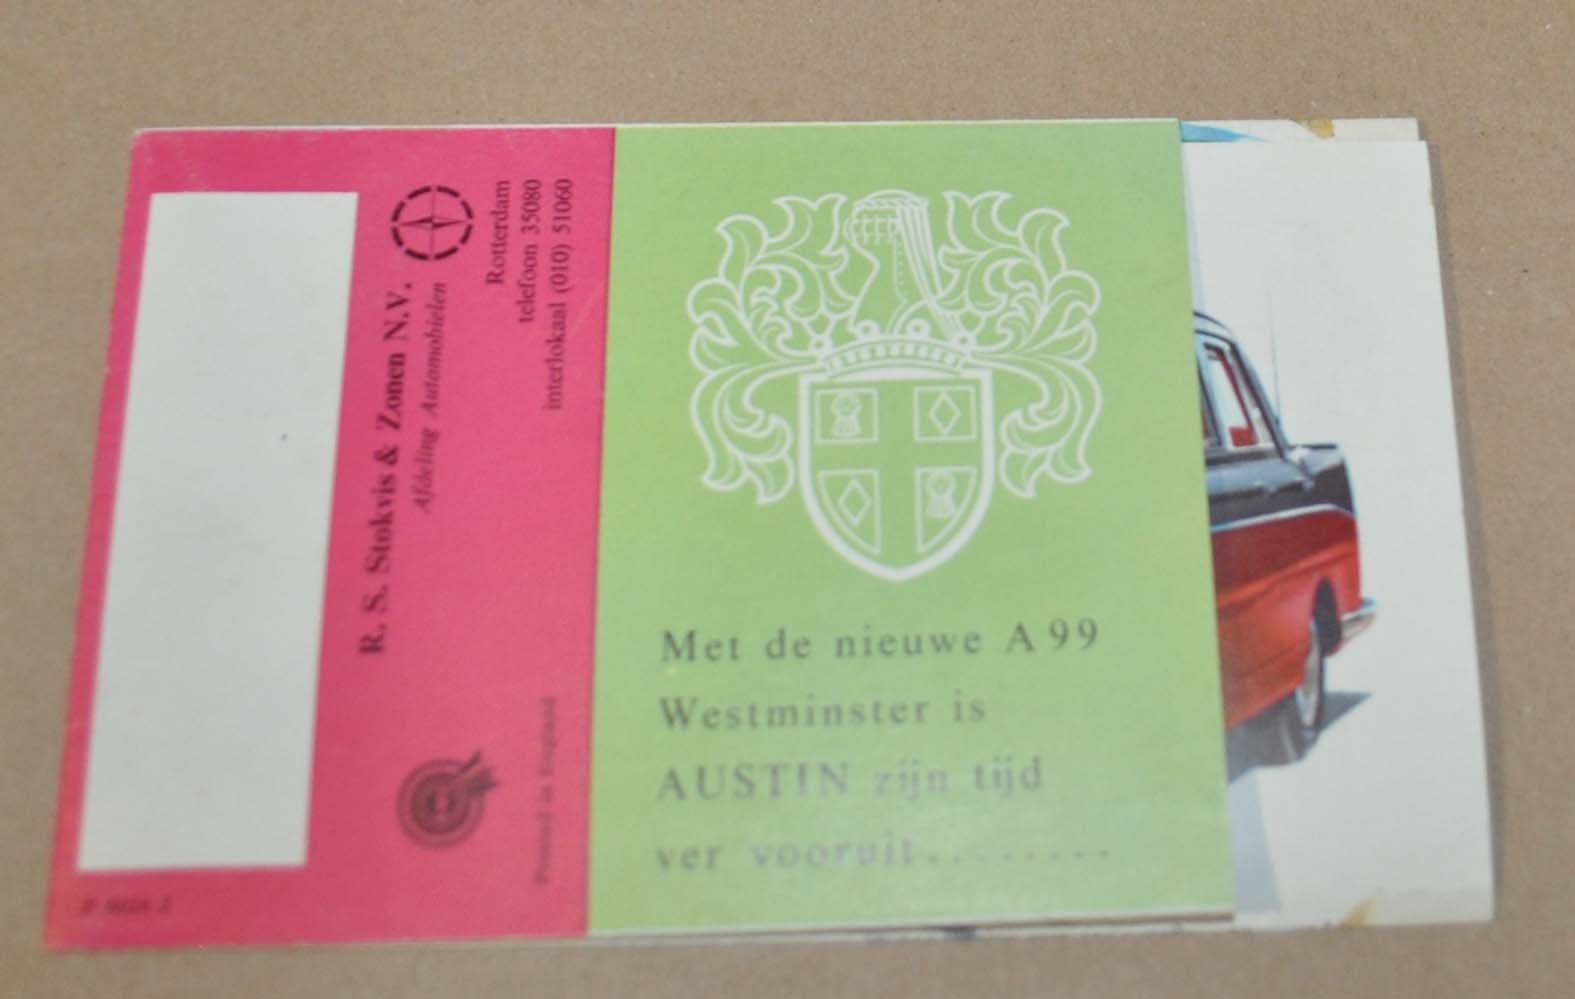 R. S. Stokvis & Zonen N.V.
Afdeling Automobielen
Rotterdam
telefoon 35080
interlokaal (010) 51060
Printed in England
Met de nieuwe A 99
Westminster is
AUSTIN zijn tijd
ver vooruit........